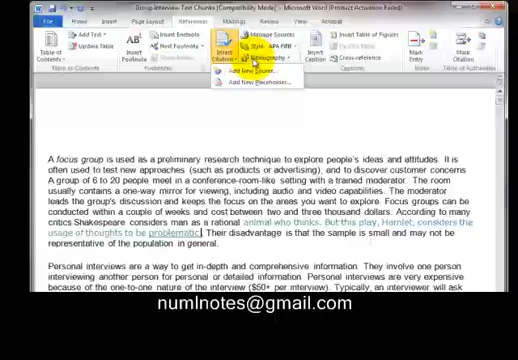 Group Interview Text Chunks [Compatibility Mode] - Microsoft Word (Product Activation Failed)
File Home Insert Page Layout References Mailings Review View Acrobat
Add Text Insert Endnote Manage Sources Insert Table of Figures
Update Table Next Footnote Style: APA Fifth
Bibliography Cross-reference
Table of Contents Insert Citation Insert Caption Mark Entry Mark Citation
Captions
Add New Source...
Add New Placeholder...
A focus group is used as a preliminary research technique to explore people's ideas and attitudes. It is
often used to test new approaches (such as products or advertising), and to discover customer concerns
A group of 6 to 20 people meet in a conference-room-like setting with a trained moderator. The room
usually contains a one-way mirror for viewing, including audio and video capabilities. The moderator
leads the group's discussion and keeps the focus on the areas you want to explore. Focus groups can be
conducted within a couple of weeks and cost between two and three thousand dollars. According to many
critics Shakespeare considers man as a rational animal who thinks. But this play, Hamlet, considers the
usage of thoughts to be problematic. Their disadvantage is that the sample is small and may not be
representative of the population in general.
Personal interviews are a way to get in-depth and comprehensive information. They involve one person
interviewing another person for personal or detailed information. Personal interviews are very expensive
because of the one-to-one nature of the interview ($50+ per interview). Typically, an interviewer will ask
numlnotes@gmail.com